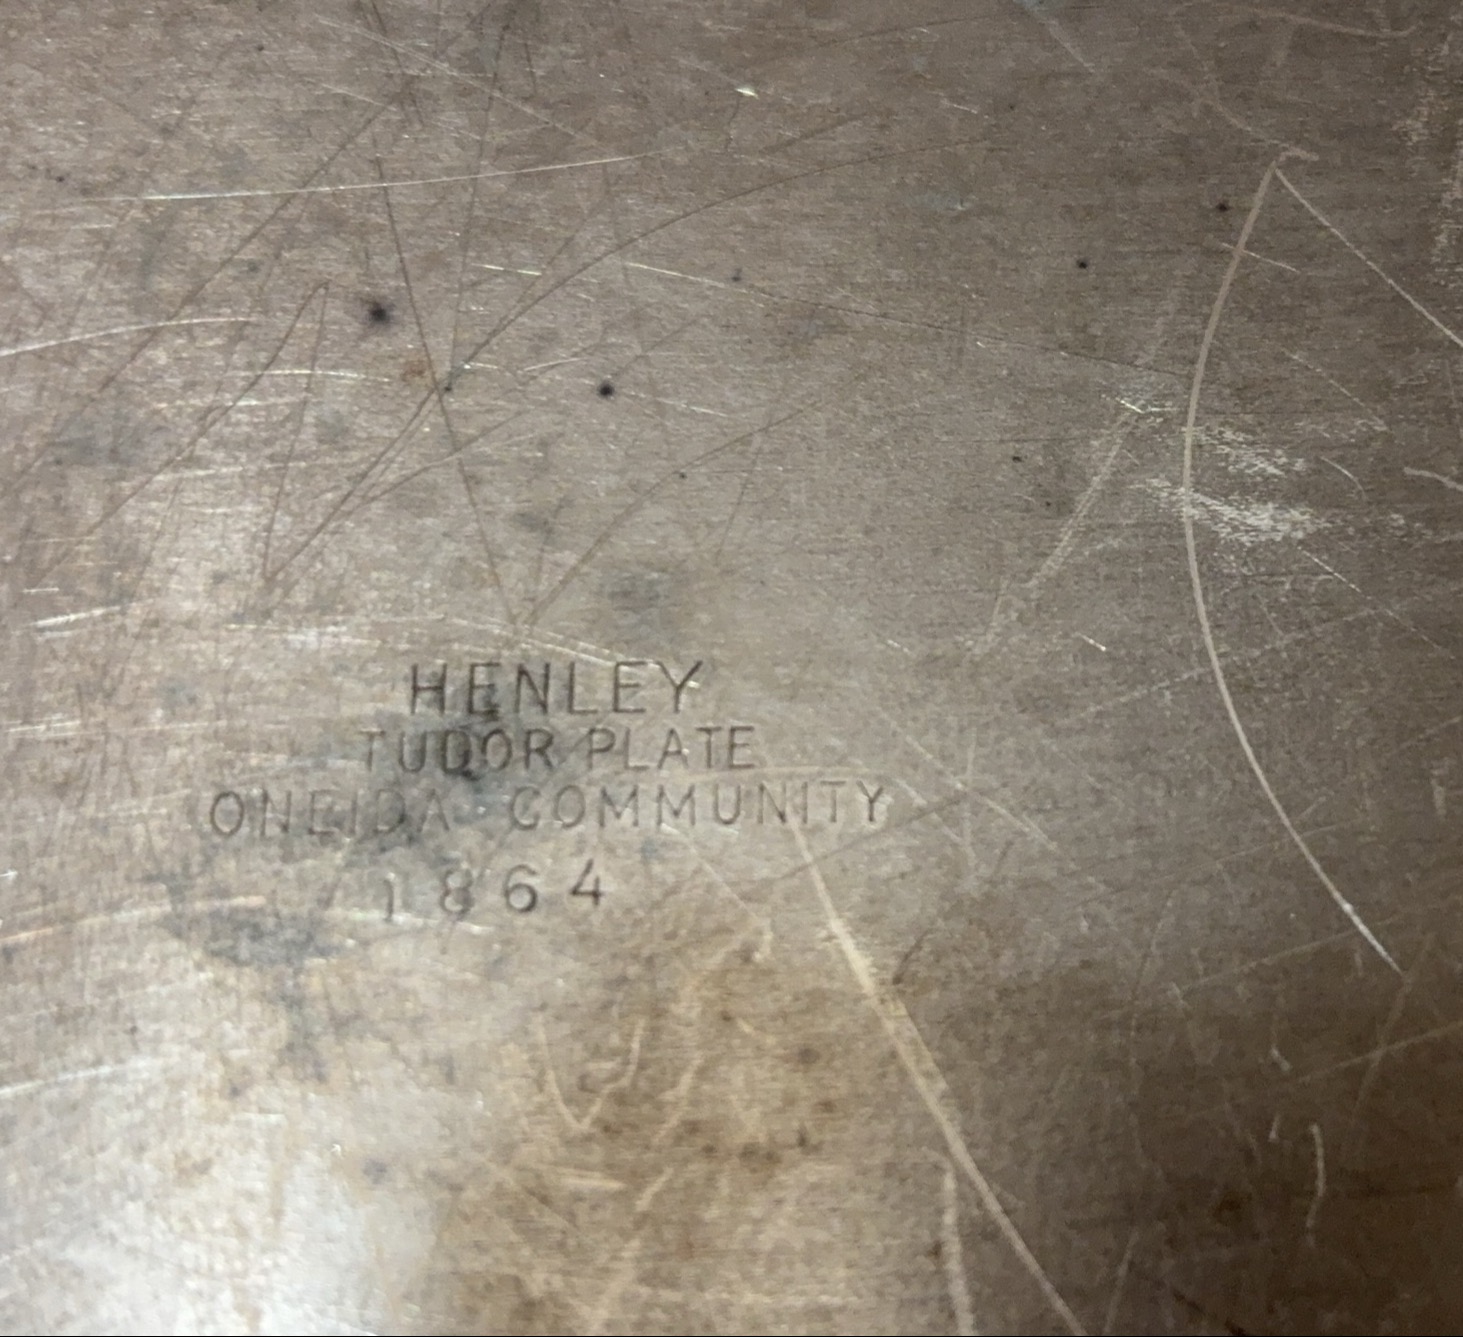 HENLEY
TUDOR PLATE
ONEIDA COMMUNITY
1864